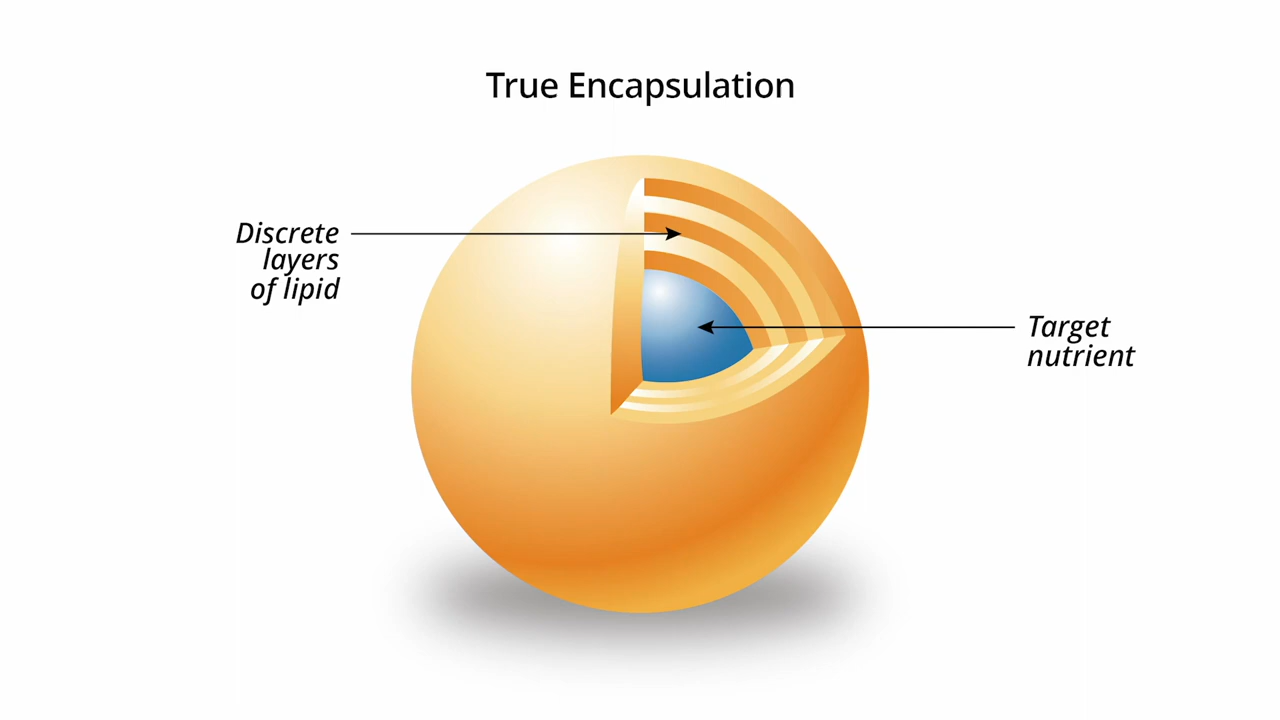 True Encapsulation
Discrete
layers
of lipid
Target
nutrient